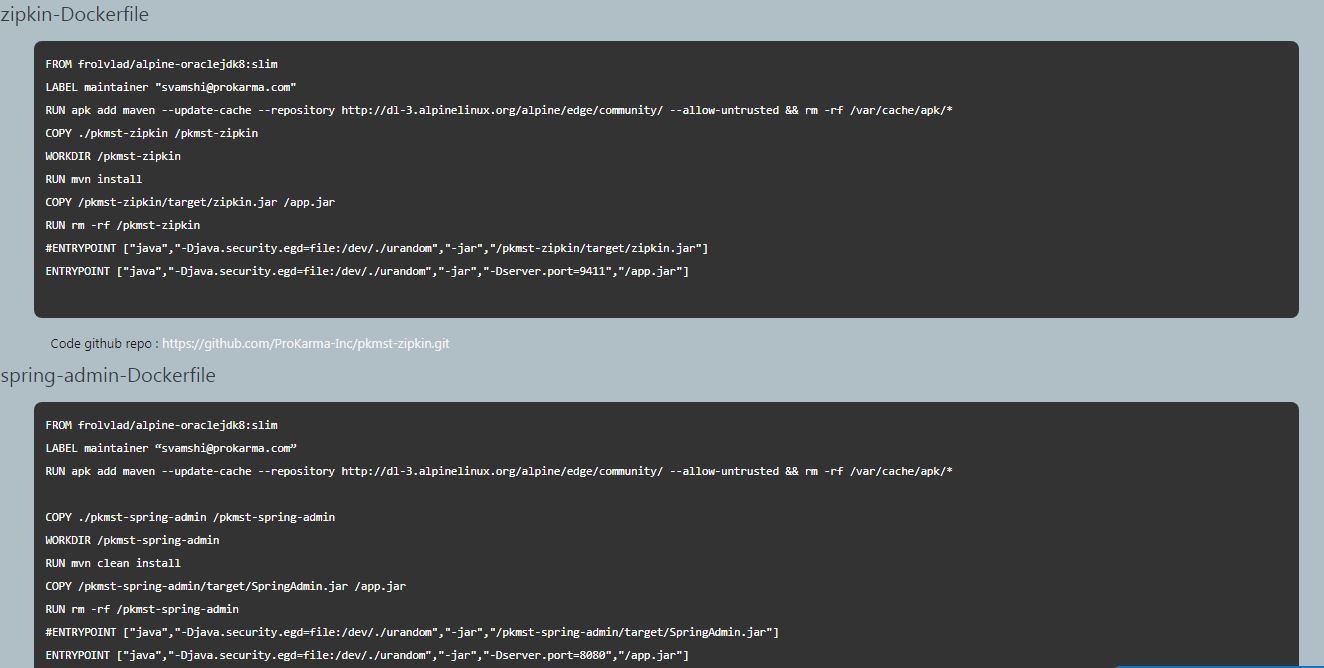 zipkin-Dockerfile
FROM frolvlad/alpine-oraclejdk8:slim
LABEL maintainer "svamshi@prokarma.com"
RUN apk add maven --update-cache --repository http://dl-3.alpinelinux.org/alpine/edge/community/ --allow-untrusted && rm -rf /var/cache/apk/*
COPY ./pkmst-zipkin /pkmst-zipkin
WORKDIR /pkmst-zipkin
RUN mvn install
COPY /pkmst-zipkin/target/zipkin.jar /app.jar
RUN rm -rf /pkmst-zipkin
#ENTRYPOINT ["java","-Djava.security.egd=file:/dev/./urandom","-jar","/pkmst-zipkin/target/zipkin.jar"]
ENTRYPOINT ["java","-Djava.security.egd=file:/dev/./urandom","-jar","-Dserver.port=9411","/app.jar"]
Code github repo : https://github.com/ProKarma-Inc/pkmst-zipkin.git
spring-admin-Dockerfile
FROM frolvlad/alpine-oraclejdk8:slim
LABEL maintainer “svamshi@prokarma.com”
RUN apk add maven --update-cache --repository http://dl-3.alpinelinux.org/alpine/edge/community/ --allow-untrusted && rm -rf /var/cache/apk/*
COPY ./pkmst-spring-admin /pkmst-spring-admin
WORKDIR /pkmst-spring-admin
RUN mvn clean install
COPY /pkmst-spring-admin/target/SpringAdmin.jar /app.jar
RUN rm -rf /pkmst-spring-admin
#ENTRYPOINT ["java","-Djava.security.egd=file:/dev/./urandom","-jar","/pkmst-spring-admin/target/SpringAdmin.jar"]
ENTRYPOINT ["java","-Djava.security.egd=file:/dev/./urandom","-jar","-Dserver.port=8080","/app.jar"]